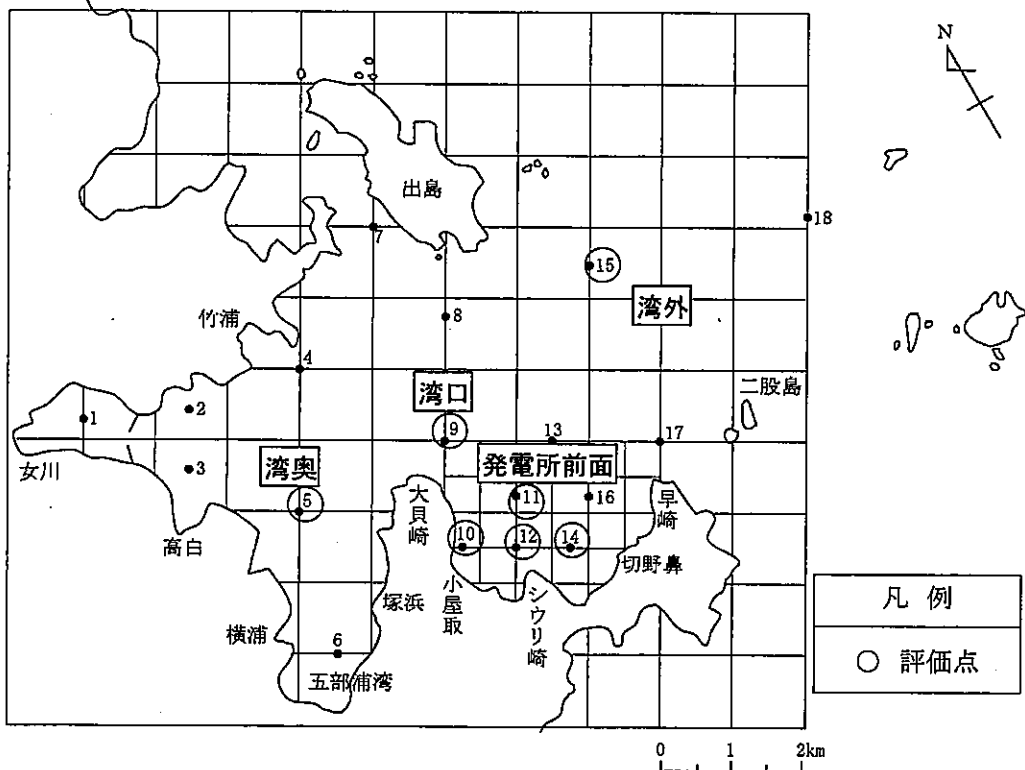 N
出島
18
7
15
湾外
竹浦
8
4
二股島
湾口
1
2
9
13
17
女川
湾奥
発電所前面
3
大貝崎
5
11
16
早崎
高白
10
12
14
切野鼻
塚浜
小屋取
シウリ崎
凡例
横浦
6
○ 評価点
五部浦湾
0 1 2km